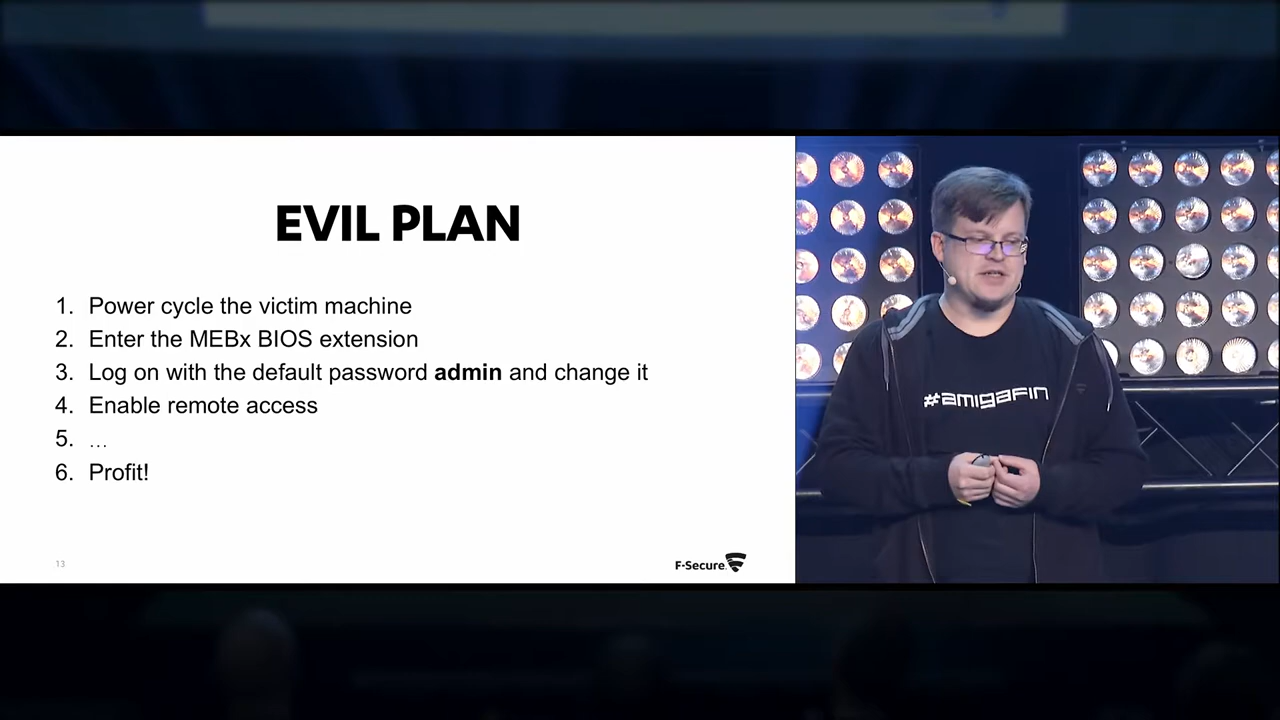 EVIL PLAN
1. Power cycle the victim machine
2. Enter the MEBx BIOS extension
3. Log on with the default password admin and change it
4. Enable remote access
5. ...
6. Profit!
13
F-Secure.
#amigafin